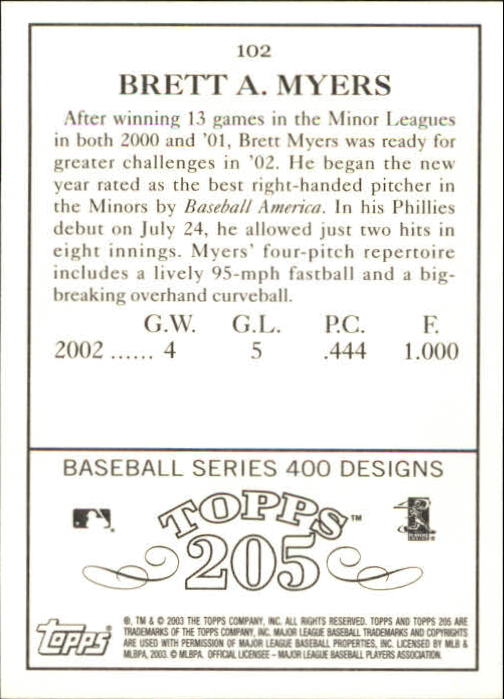 102
BRETT A. MYERS
After winning 13 games in the Minor Leagues
in both 2000 and '01, Brett Myers was ready for
greater challenges in '02. He began the new
year rated as the best right-handed pitcher in
the Minors by Baseball America. In his Phillies
debut on July 24, he allowed just two hits in
eight innings. Myers' four-pitch repertoire
includes a lively 95-mph fastball and a big-
breaking overhand curveball.
G.W. G.L. P.C. F.
2002 ...... 4 5 .444 1.000
BASEBALL SERIES 400 DESIGNS
TOPPS™
205
Topps
®, TM & © 2003 THE TOPPS COMPANY, INC. ALL RIGHTS RESERVED. TOPPS AND TOPPS 205 ARE
TRADEMARKS OF THE TOPPS COMPANY, INC. MAJOR LEAGUE BASEBALL TRADEMARKS AND COPYRIGHTS
ARE USED WITH PERMISSION OF MAJOR LEAGUE BASEBALL PROPERTIES, INC. LICENSED BY MLB &
MLBPA, 2003. © MLBPA. OFFICIAL LICENSEE - MAJOR LEAGUE BASEBALL PLAYERS ASSOCIATION.